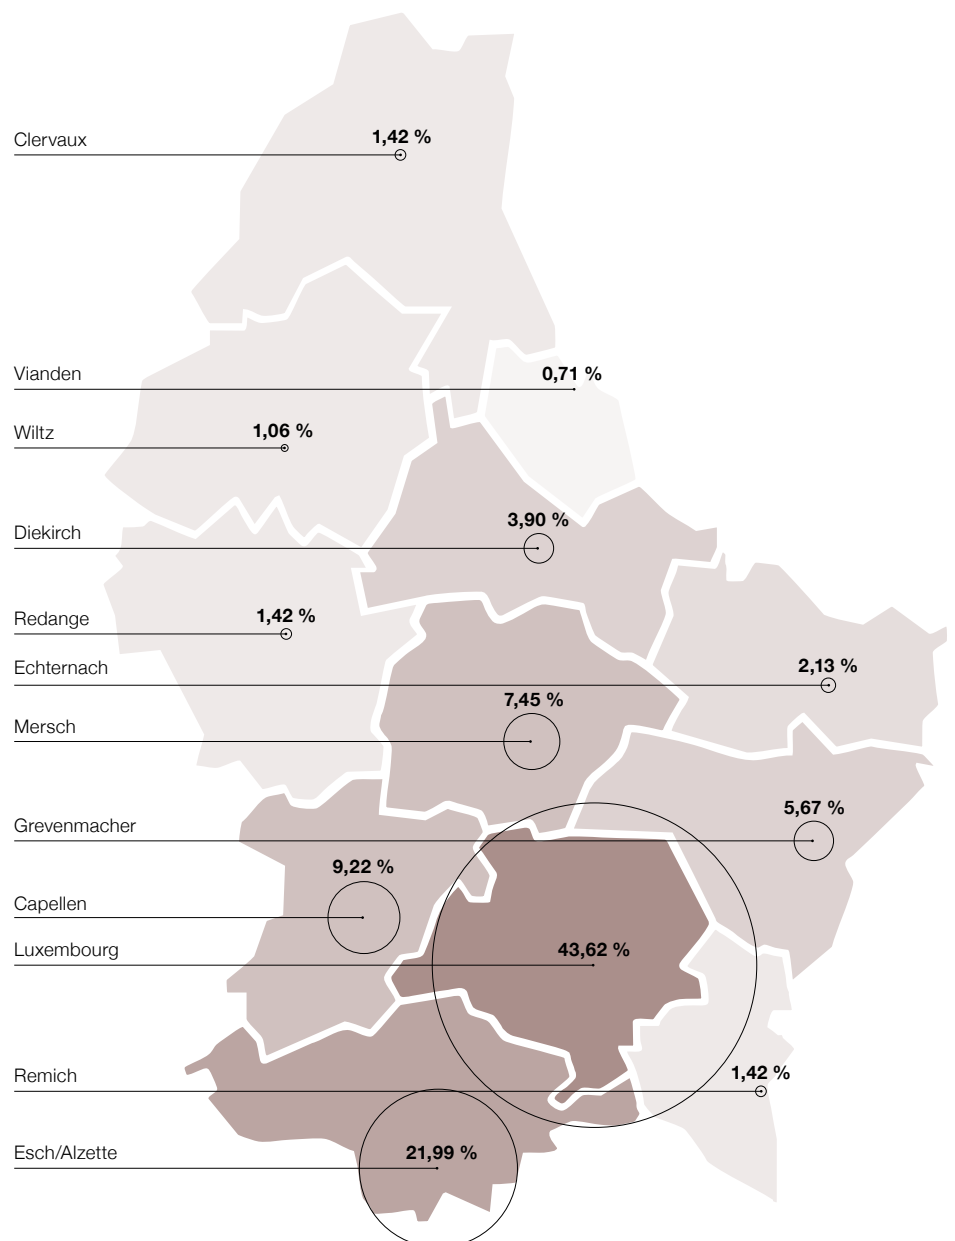 Clervaux
1,42 %
Vianden
0,71 %
Wiltz
1,06 %
Diekirch
3,90 %
Redange
1,42 %
Echternach
2,13 %
Mersch
7,45 %
Grevenmacher
5,67 %
Capellen
9,22 %
Luxembourg
43,62 %
Remich
1,42 %
Esch/Alzette
21,99 %